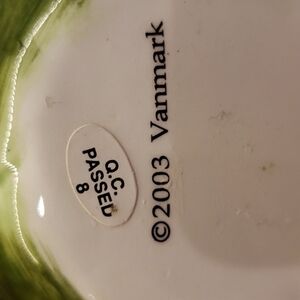 ©2003 Vanmark
Q.C.
PASSED
8